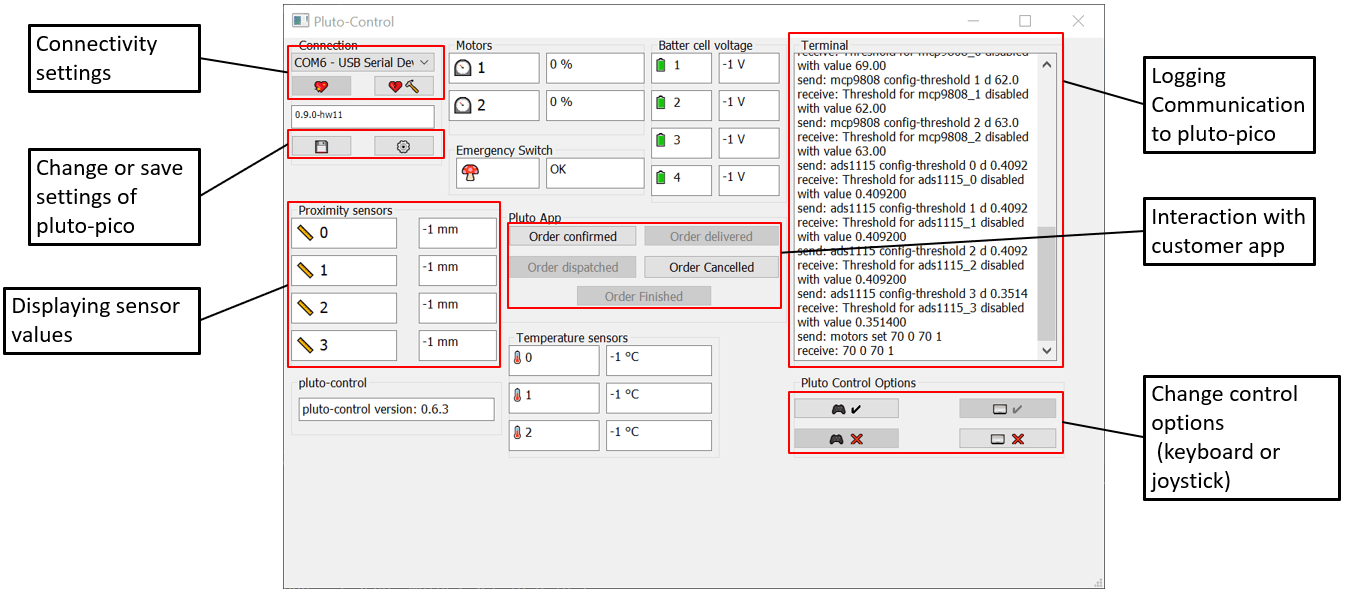 Connectivity
settings
Change or save
settings of
pluto-pico
Displaying sensor
values
Pluto-Control
Connection
COM6 - USB Serial Dev
0.9.0-hw11
Motors
1
0 %
2
0 %
Emergency Switch
OK
Batter cell voltage
1
-1 V
2
-1 V
3
-1 V
4
-1 V
Proximity sensors
0
-1 mm
1
-1 mm
2
-1 mm
3
-1 mm
pluto-control
pluto-control version: 0.6.3
Pluto App
Order confirmed
Order delivered
Order dispatched
Order Cancelled
Order Finished
Temperature sensors
0
-1 °C
1
-1 °C
2
-1 °C
Terminal
receive: Threshold for mcp9808_0 disabled
with value 69.00
send: mcp9808 config-threshold 1 d 62.0
receive: Threshold for mcp9808_1 disabled
with value 62.00
send: mcp9808 config-threshold 2 d 63.0
receive: Threshold for mcp9808_2 disabled
with value 63.00
send: ads1115 config-threshold 0 d 0.4092
receive: Threshold for ads1115_0 disabled
with value 0.409200
send: ads1115 config-threshold 1 d 0.4092
receive: Threshold for ads1115_1 disabled
with value 0.409200
send: ads1115 config-threshold 2 d 0.4092
receive: Threshold for ads1115_2 disabled
with value 0.409200
send: ads1115 config-threshold 3 d 0.3514
receive: Threshold for ads1115_3 disabled
with value 0.351400
send: motors set 70 0 70 1
receive: 70 0 70 1
Pluto Control Options
Logging
Communication
to pluto-pico
Interaction with
customer app
Change control
options
(keyboard or
joystick)